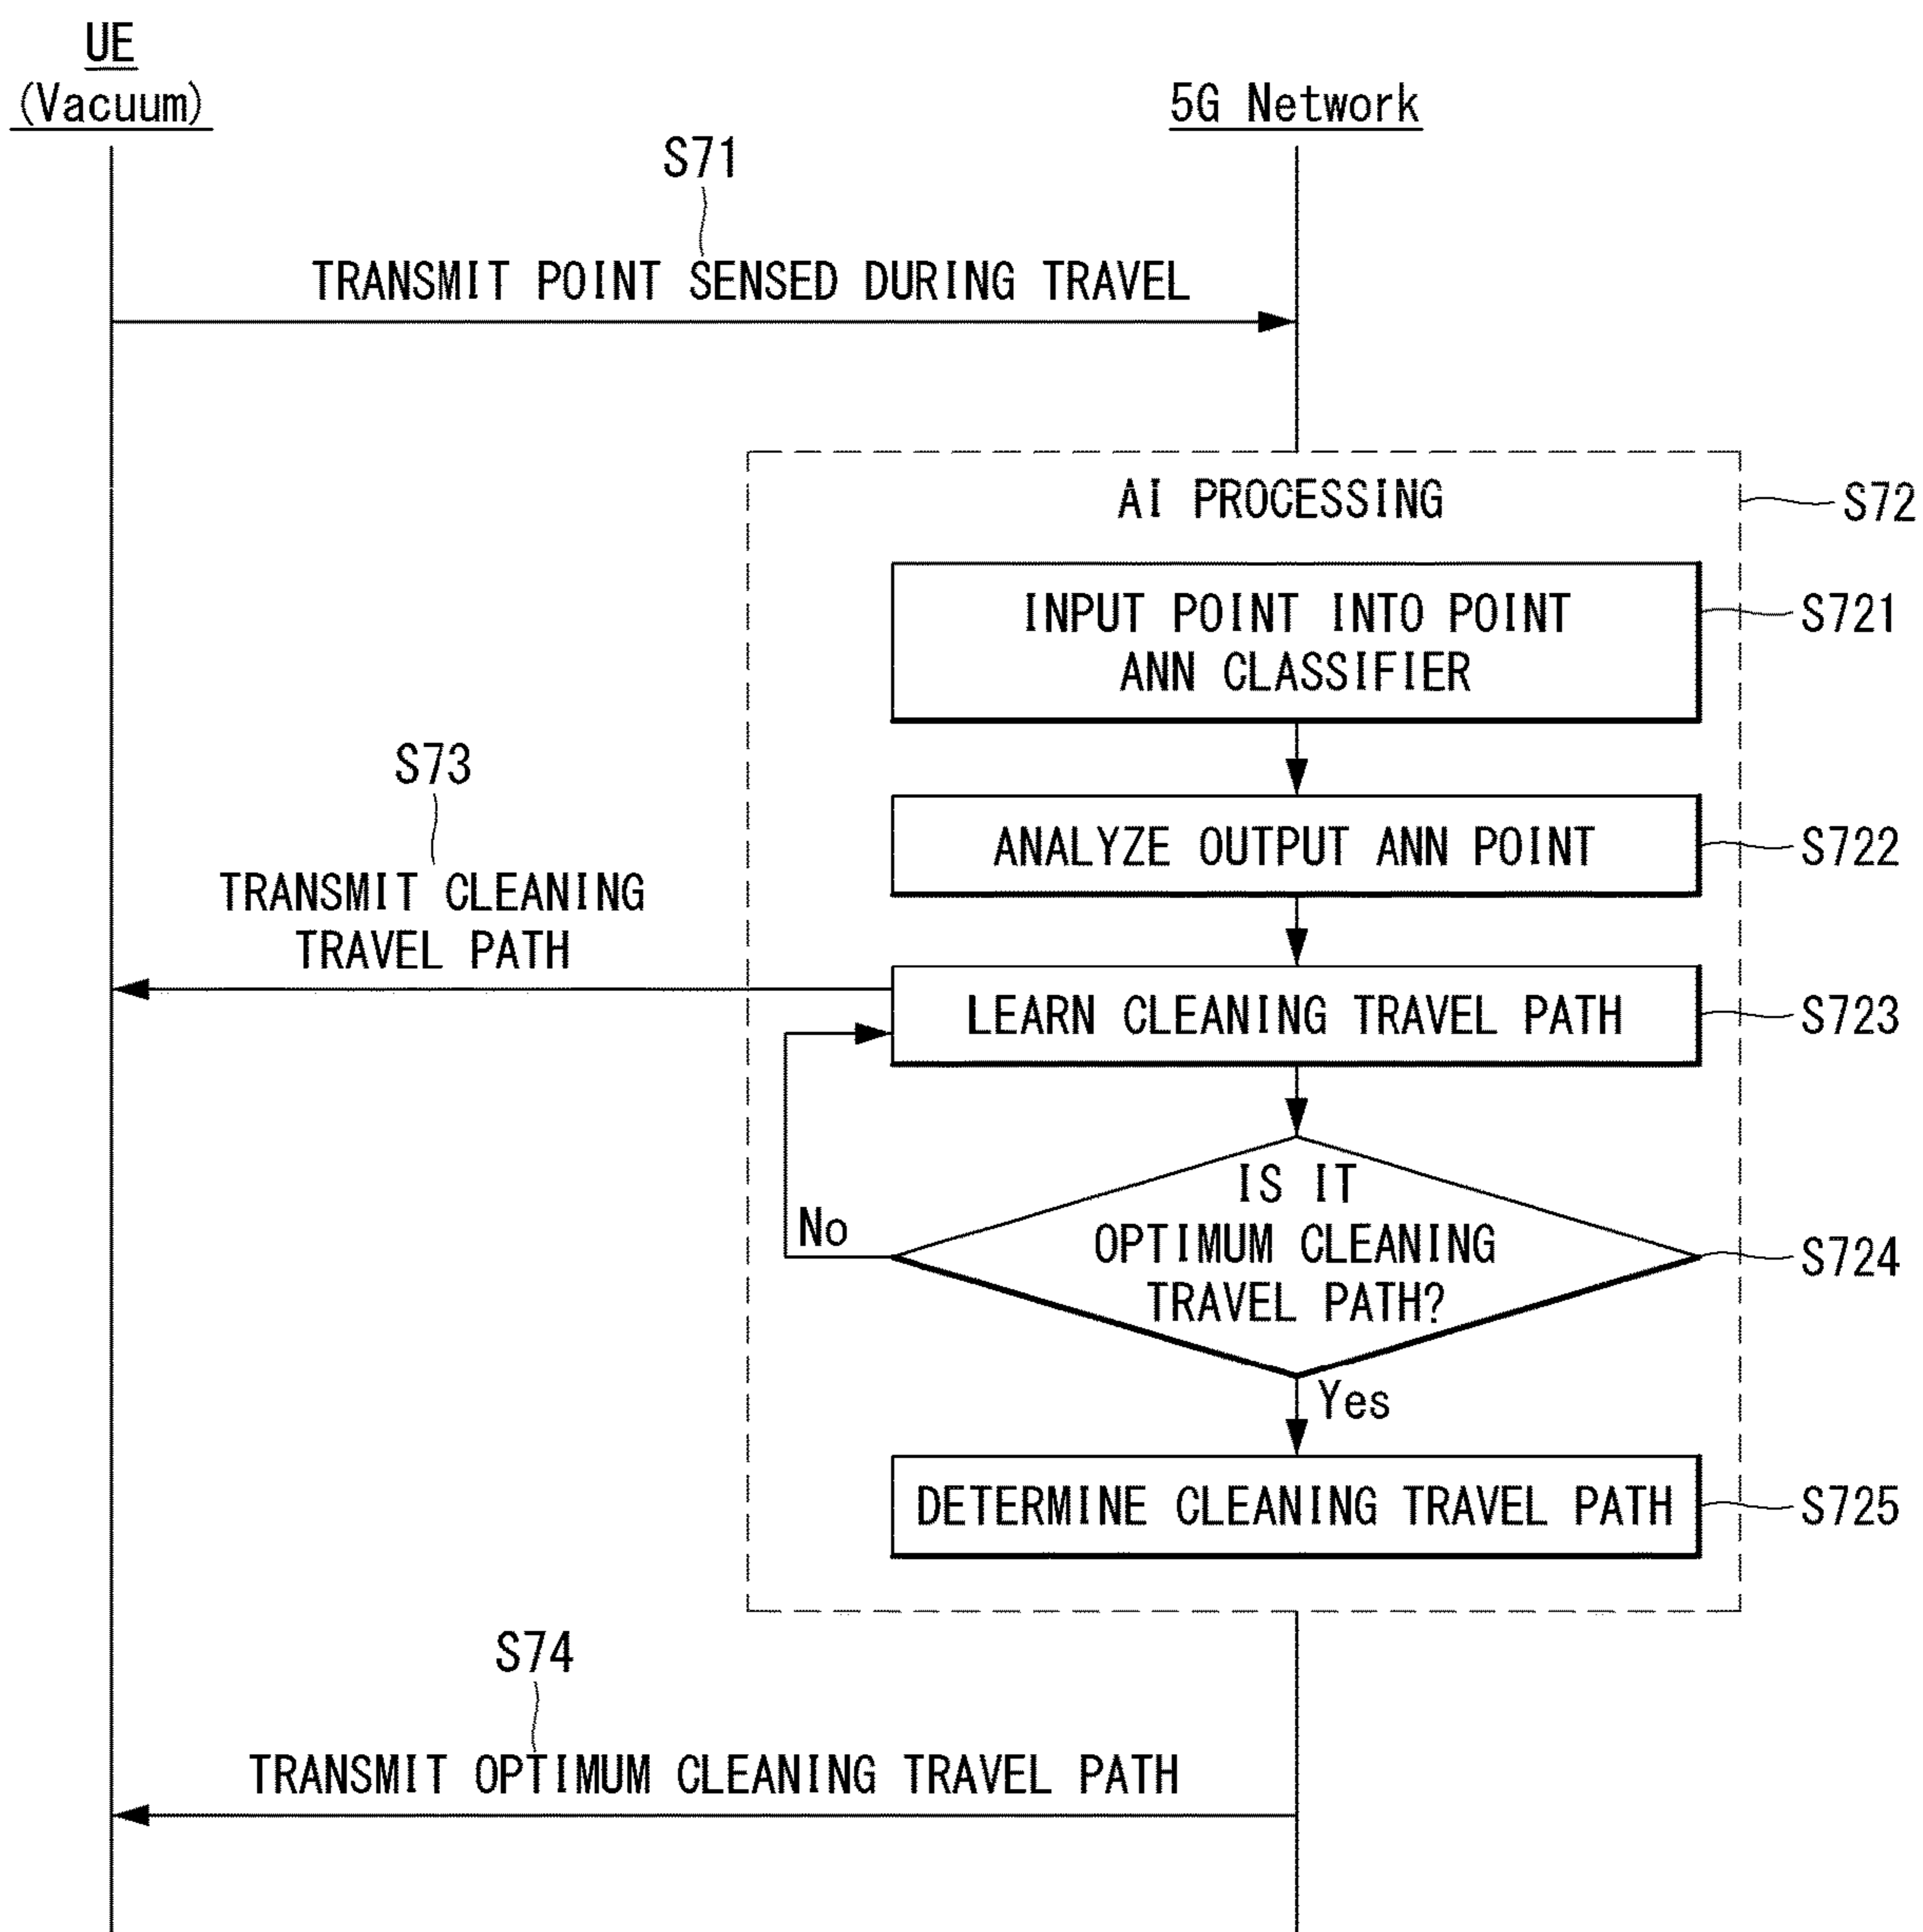 UE
(Vacuum)
5G Network
S71
TRANSMIT POINT SENSED DURING TRAVEL
AI PROCESSING
S72
INPUT POINT INTO POINT
ANN CLASSIFIER
S721
ANALYZE OUTPUT ANN POINT
S722
S73
TRANSMIT CLEANING
TRAVEL PATH
LEARN CLEANING TRAVEL PATH
S723
IS IT
OPTIMUM CLEANING
TRAVEL PATH?
S724
No
Yes
DETERMINE CLEANING TRAVEL PATH
S725
S74
TRANSMIT OPTIMUM CLEANING TRAVEL PATH